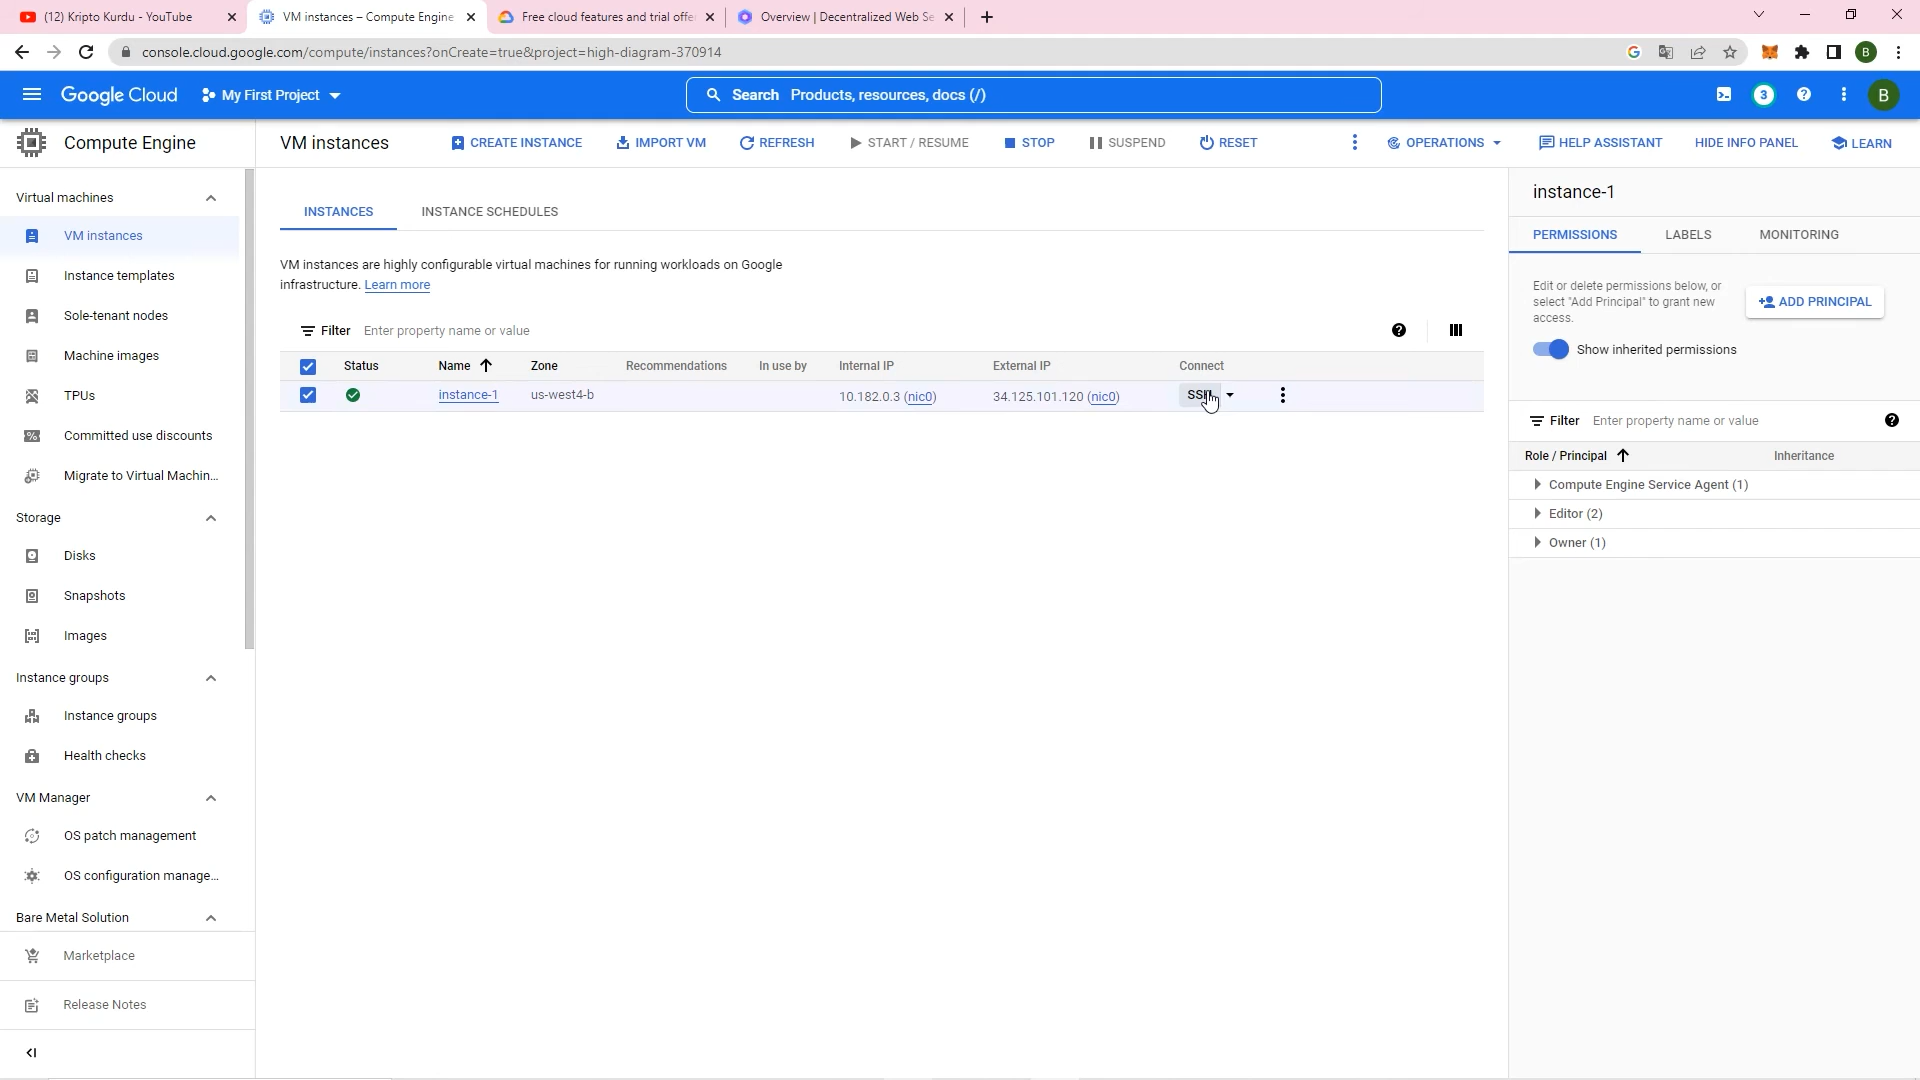 (12) Kripto Kurdu - YouTube
VM instances – Compute Engine
Free cloud features and trial offe
Overview | Decentralized Web Se
console.cloud.google.com/compute/instances?onCreate=true&project=high-diagram-370914
G
B
Google Cloud
My First Project
Search Products, resources, docs (/)
3
B
Compute Engine
VM instances
CREATE INSTANCE
IMPORT VM
REFRESH
START / RESUME
STOP
SUSPEND
RESET
OPERATIONS
HELP ASSISTANT
HIDE INFO PANEL
LEARN
Virtual machines
VM instances
Instance templates
Sole-tenant nodes
Machine images
TPUs
Committed use discounts
Migrate to Virtual Machin...
Storage
Disks
Snapshots
Images
Instance groups
Instance groups
Health checks
VM Manager
OS patch management
OS configuration manage...
Bare Metal Solution
Marketplace
Release Notes
INSTANCES
INSTANCE SCHEDULES
VM instances are highly configurable virtual machines for running workloads on Google
infrastructure. Learn more
Filter Enter property name or value
Status Name Zone Recommendations In use by Internal IP External IP Connect
instance-1 us-west4-b 10.182.0.3 (nic0) 34.125.101.120 (nic0) SSH
instance-1
PERMISSIONS
LABELS
MONITORING
Edit or delete permissions below, or
select "Add Principal" to grant new
access.
ADD PRINCIPAL
Show inherited permissions
Filter Enter property name or value
Role / Principal Inheritance
Compute Engine Service Agent (1)
Editor (2)
Owner (1)